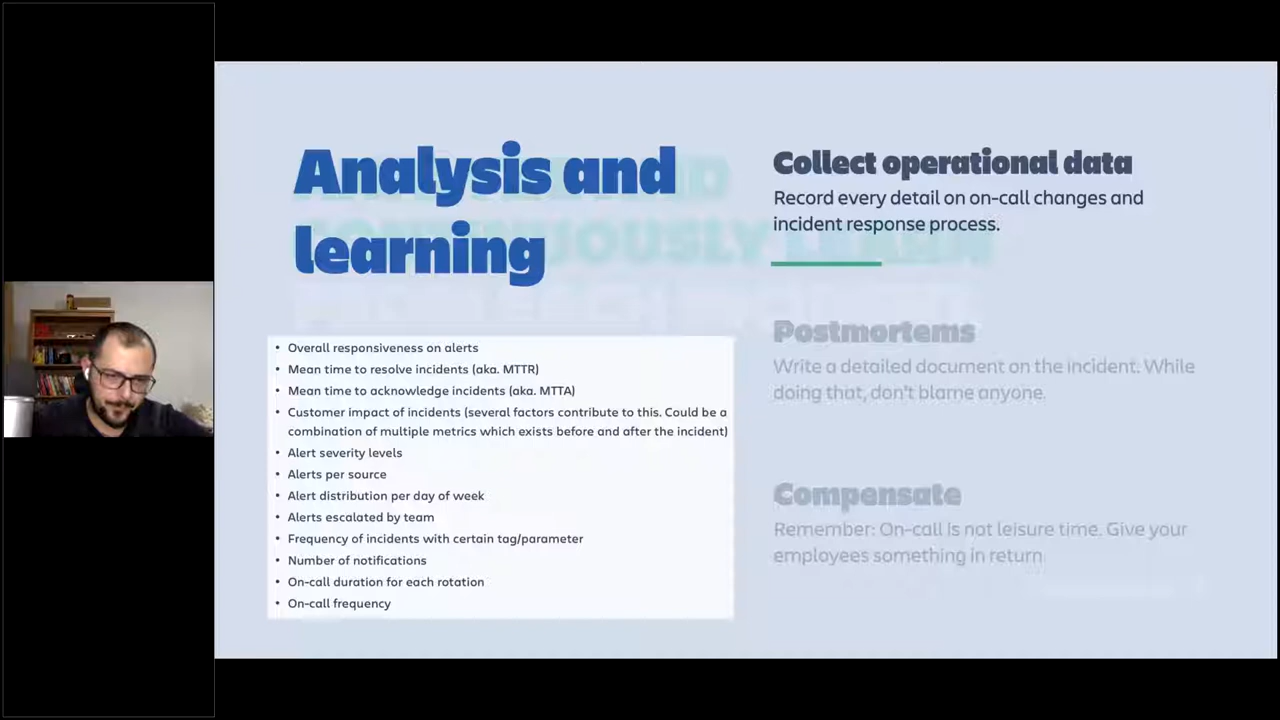 Analysis and
learning
• Overall responsiveness on alerts
• Mean time to resolve incidents (aka. MTTR)
• Mean time to acknowledge incidents (aka. MTTA)
• Customer impact of incidents (several factors contribute to this. Could be a
combination of multiple metrics which exists before and after the incident)
• Alert severity levels
• Alerts per source
• Alert distribution per day of week
• Alerts escalated by team
• Frequency of incidents with certain tag/parameter
• Number of notifications
• On-call duration for each rotation
• On-call frequency
Collect operational data
Record every detail on on-call changes and
incident response process.
Postmortems
Write a detailed document on the incident. While
doing that, don't blame anyone.
Compensate
Remember: On-call is not leisure time. Give your
employees something in return